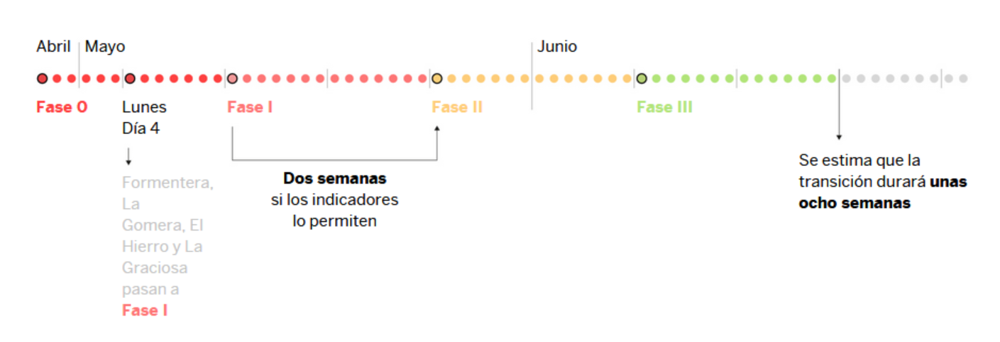 Abril
Mayo
Junio
Fase 0
Lunes
Día 4
Fase I
Fase II
Fase III
Formentera,
La
Gomera, El
Hierro y La
Graciosa
pasan a
Fase I
Dos semanas
si los indicadores
lo permiten
Se estima que la
transición durará unas
ocho semanas